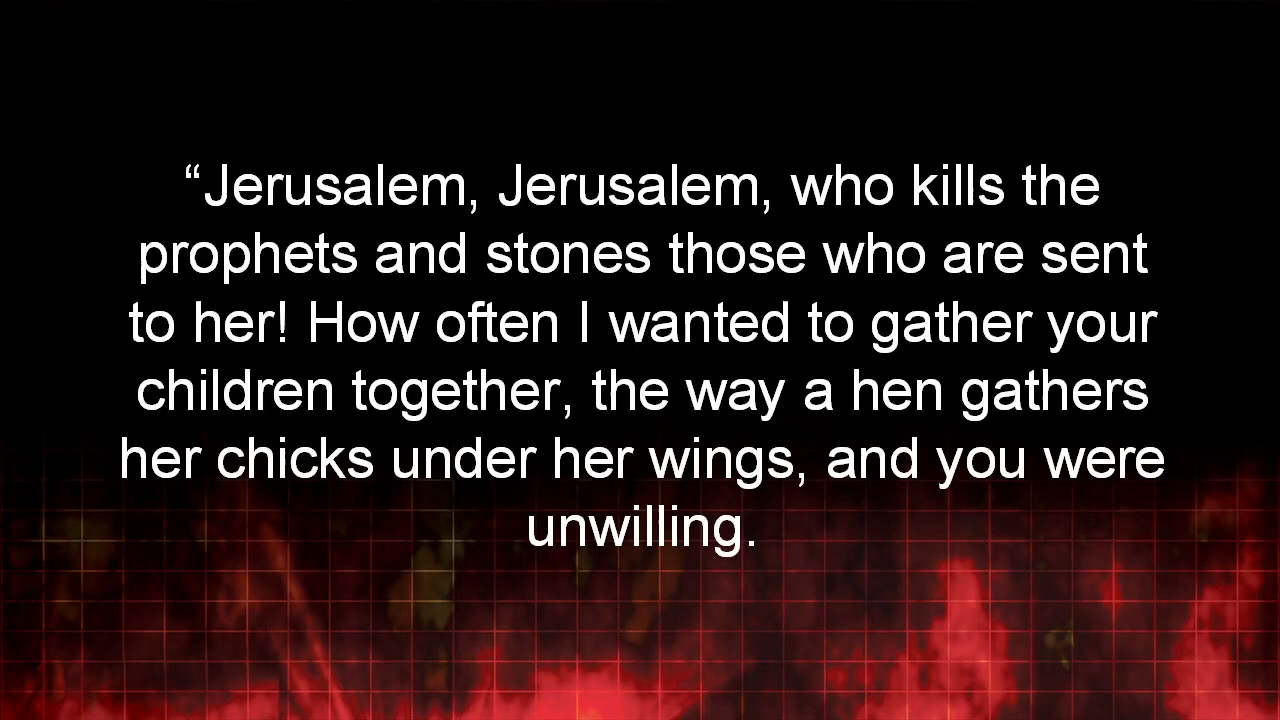 “Jerusalem, Jerusalem, who kills the
prophets and stones those who are sent
to her! How often I wanted to gather your
children together, the way a hen gathers
her chicks under her wings, and you were
unwilling.